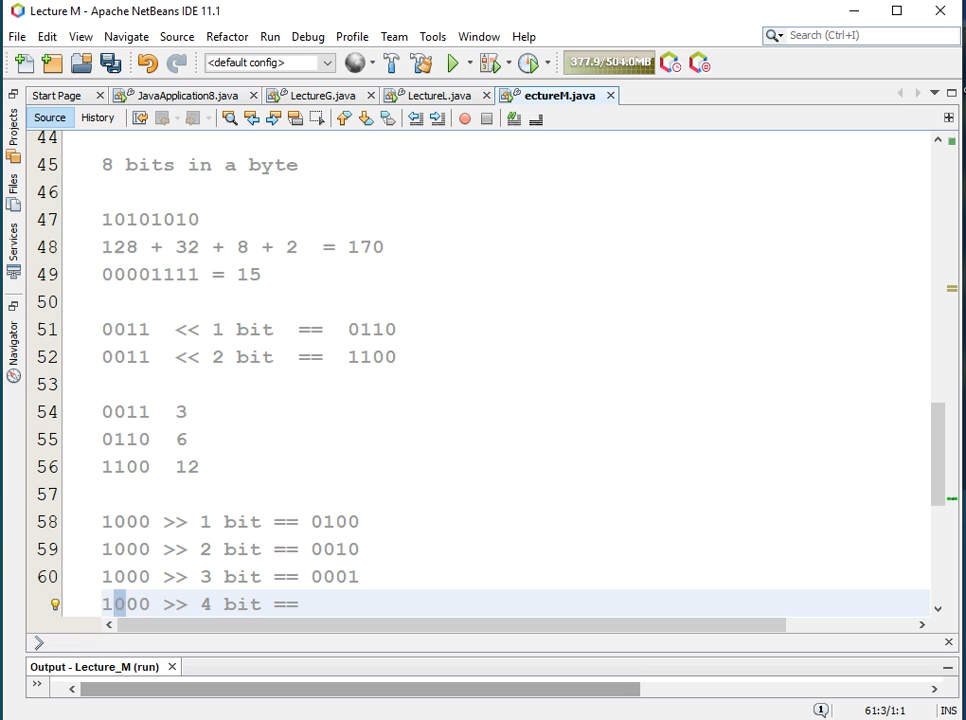 Lecture M - Apache NetBeans IDE 11.1
File Edit View Navigate Source Refactor Run Debug Profile Team Tools Window Help
Search (Ctrl+I)
<default config>
377.9/504.0MB
Start Page JavaApplication8.java LectureG.java LectureL.java ectureM.java
Source History
Projects
Files
Services
Navigator
44
45 8 bits in a byte
46
47 10101010
48 128 + 32 + 8 + 2 = 170
49 00001111 = 15
50
51 0011 << 1 bit == 0110
52 0011 << 2 bit == 1100
53
54 0011 3
55 0110 6
56 1100 12
57
58 1000 >> 1 bit == 0100
59 1000 >> 2 bit == 0010
60 1000 >> 3 bit == 0001
1000 >> 4 bit ==
Output - Lecture_M (run)
1 61:3/1:1 INS